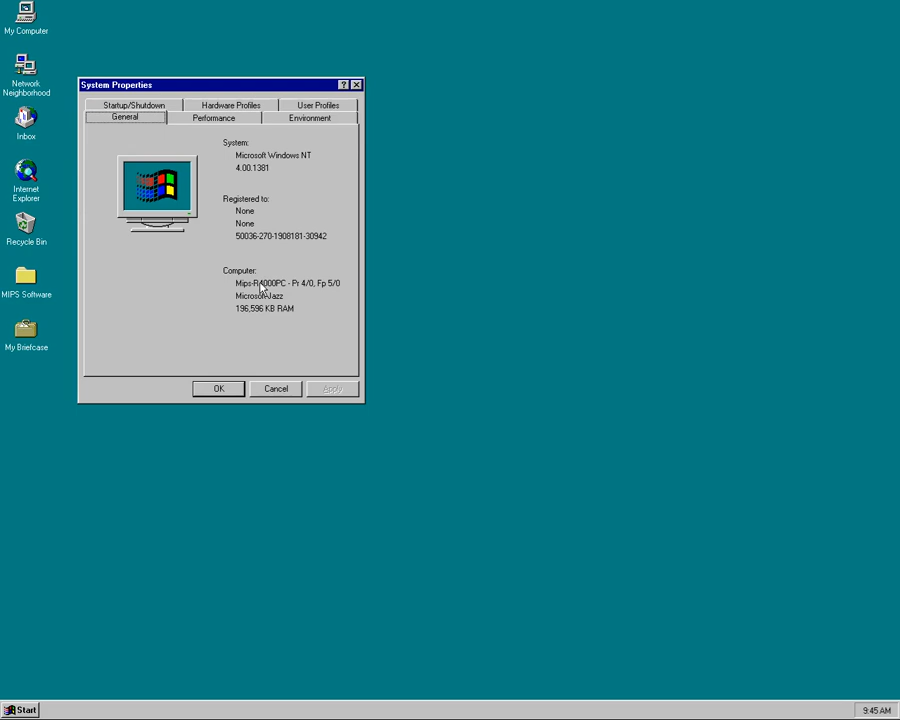 My Computer
Network
Neighborhood
Inbox
Internet
Explorer
Recycle Bin
MIPS Software
My Briefcase
System Properties
Startup/Shutdown
Hardware Profiles
User Profiles
General
Performance
Environment
System:
Microsoft Windows NT
4.00.1381
Registered to:
None
None
50036-270-1908181-30942
Computer:
Mips-R4000PC - Pr 4/0, Fp 5/0
Microsoft-Jazz
196,596 KB RAM
OK
Cancel
Apply
Start
9:45 AM